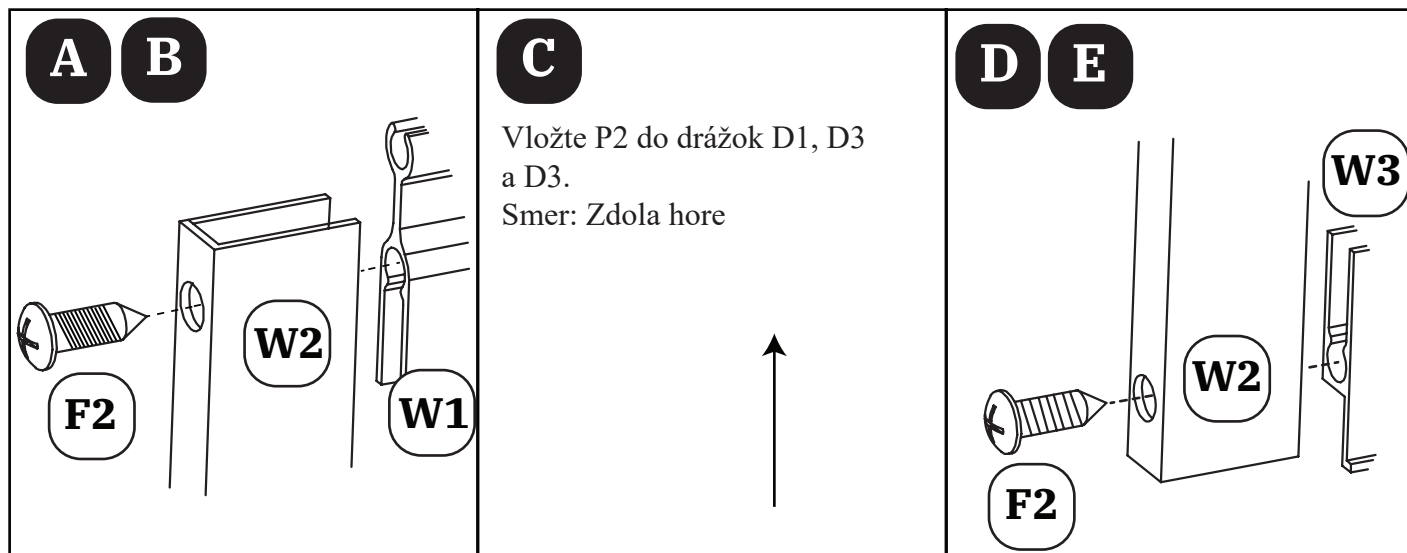 A B
F2
W2
W1
C
Vložte P2 do drážok D1, D3
a D3.
Smer: Zdola hore
D E
W3
W2
F2